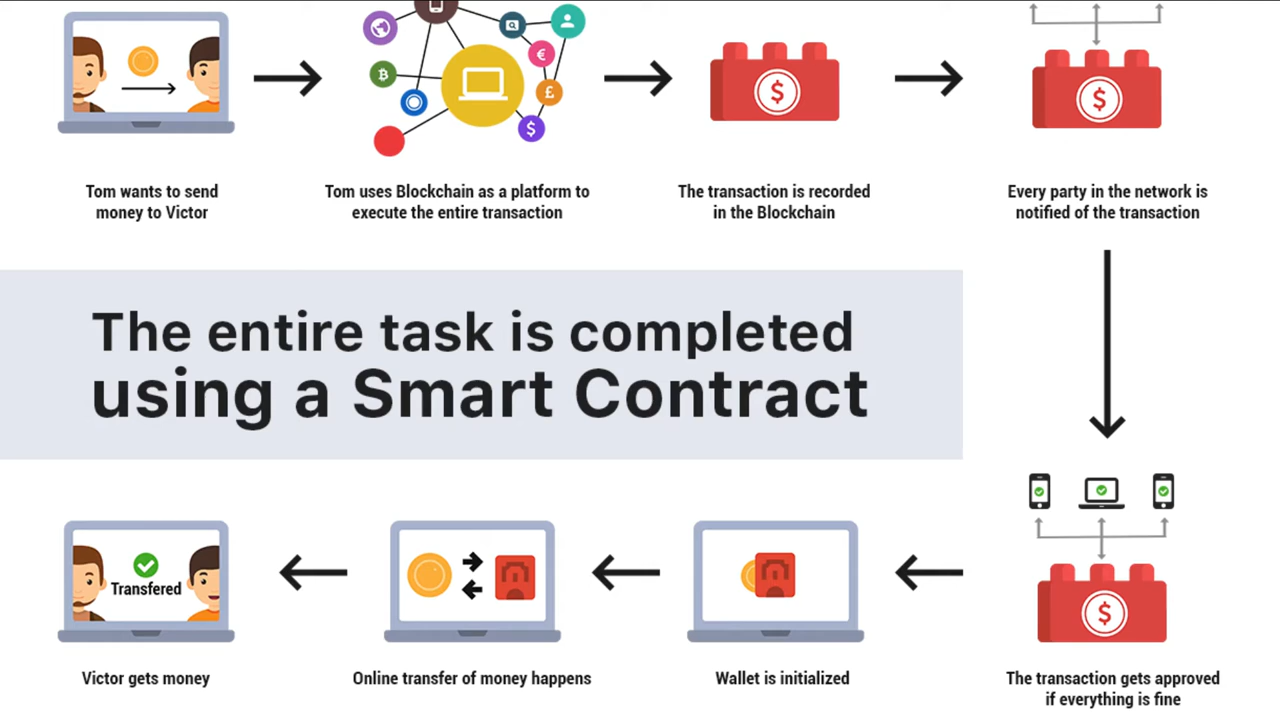 Tom wants to send
money to Victor
Tom uses Blockchain as a platform to
execute the entire transaction
The transaction is recorded
in the Blockchain
Every party in the network is
notified of the transaction
The entire task is completed
using a Smart Contract
Transfered
Victor gets money
Online transfer of money happens
Wallet is initialized
The transaction gets approved
if everything is fine